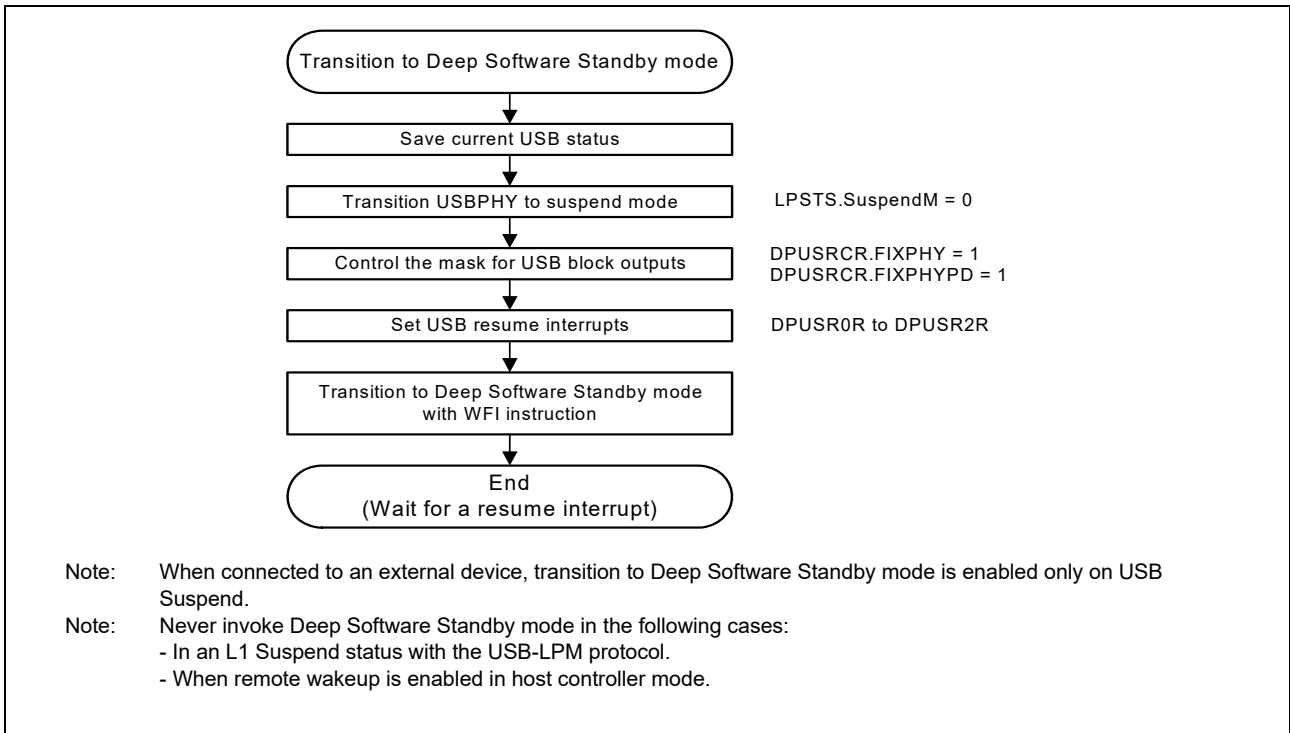 Transition to Deep Software Standby mode
Save current USB status
Transition USBPHY to suspend mode
LPSTS.SuspendM = 0
Control the mask for USB block outputs
DPUSRCR.FIXPHY = 1
DPUSRCR.FIXPHYPD = 1
Set USB resume interrupts
DPUSR0R to DPUSR2R
Transition to Deep Software Standby mode
with WFI instruction
End
(Wait for a resume interrupt)
Note: When connected to an external device, transition to Deep Software Standby mode is enabled only on USB
Suspend.
Note: Never invoke Deep Software Standby mode in the following cases:
- In an L1 Suspend status with the USB-LPM protocol.
- When remote wakeup is enabled in host controller mode.